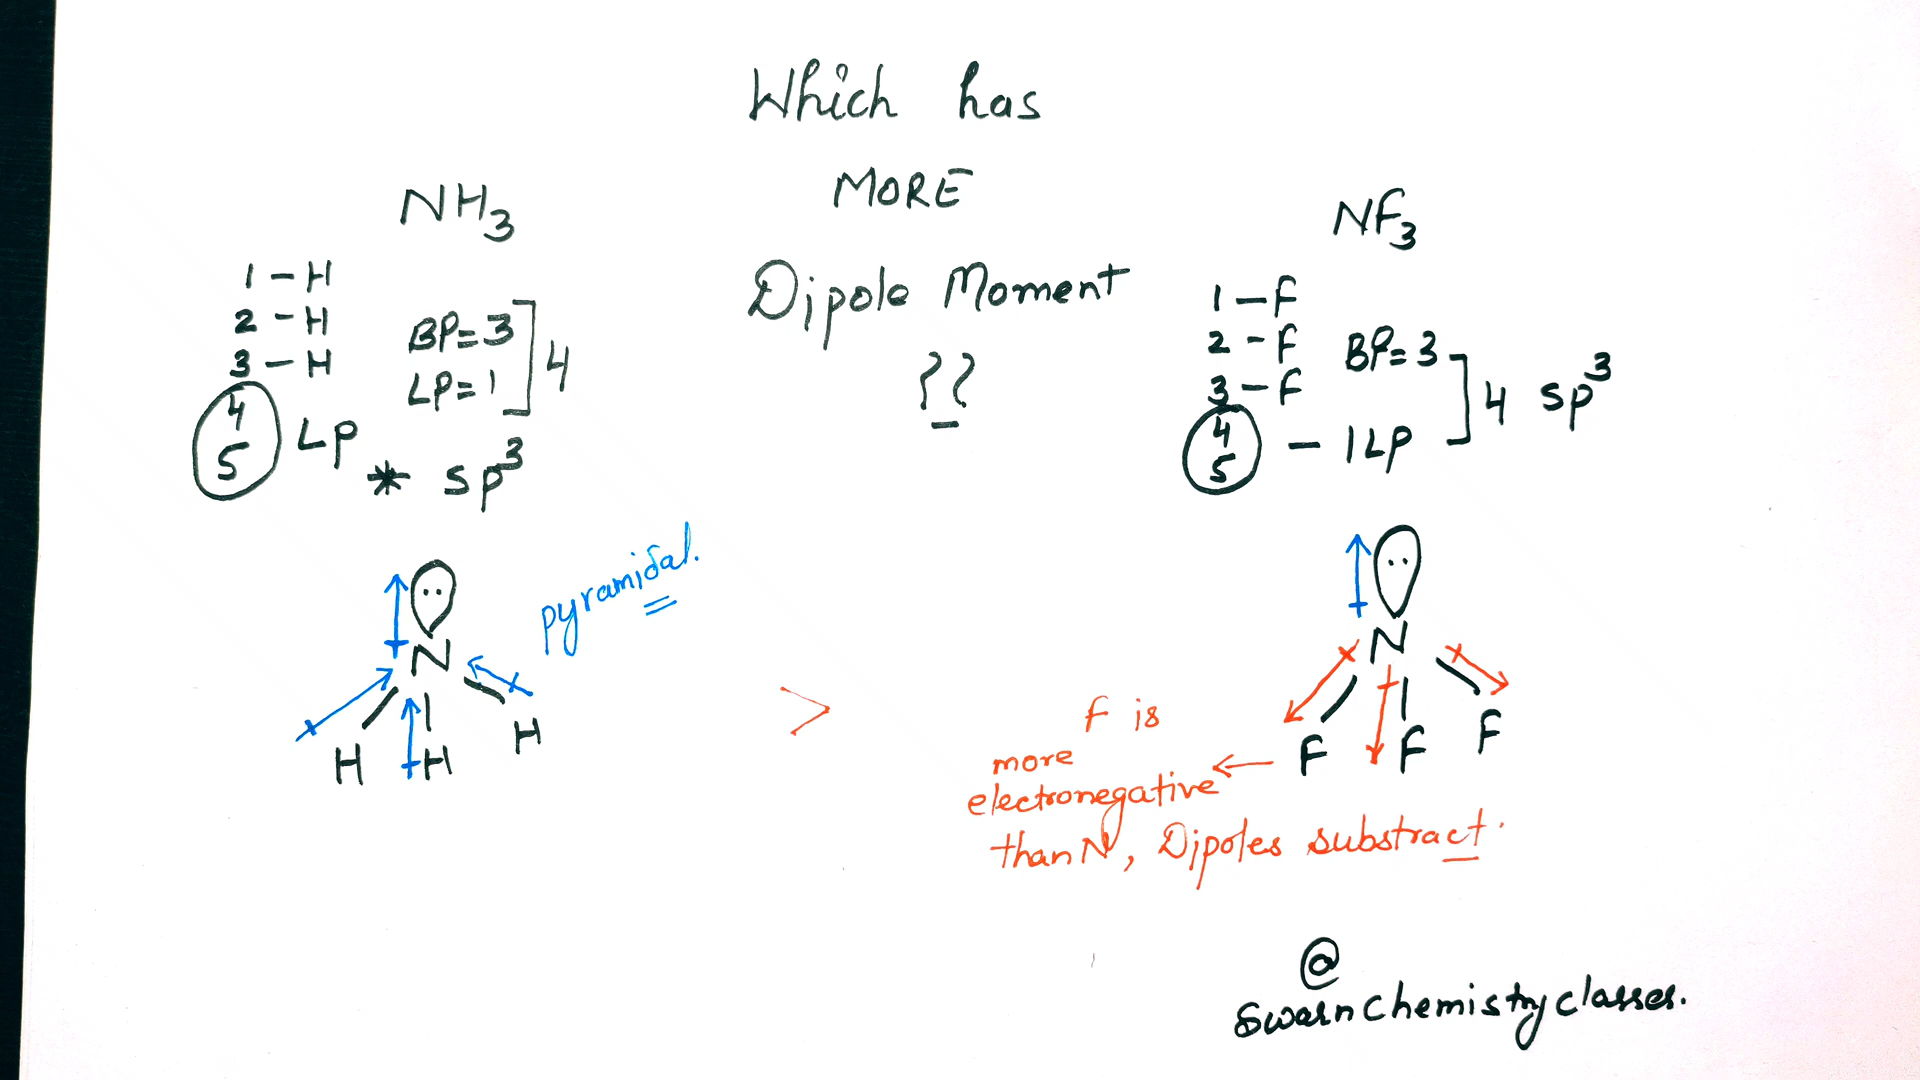 Which has
MORE
Dipole Moment
??
NH3
1 - H
2 - H
3 - H
4
5
LP
BP=3
LP=1
4
* sp3
N
H
H
H
pyramidal.
>
NF3
1 - F
2 - F
3 - F
4
5
- 1LP
BP=3
4 sp3
N
F
F
F
F is
more
electronegative
than N, Dipoles substract.
@
Swarnchemistryclasses.